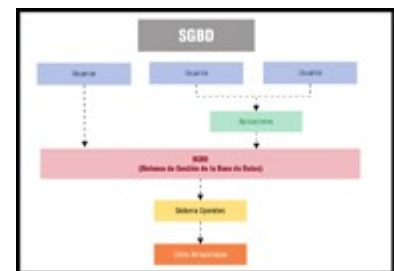 SGBD
Usuario
Usuario
Usuario
Aplicaciones
SGBD
(Sistema de Gestión de la Base de Datos)
Sistema Operativo
Datos Almacenados